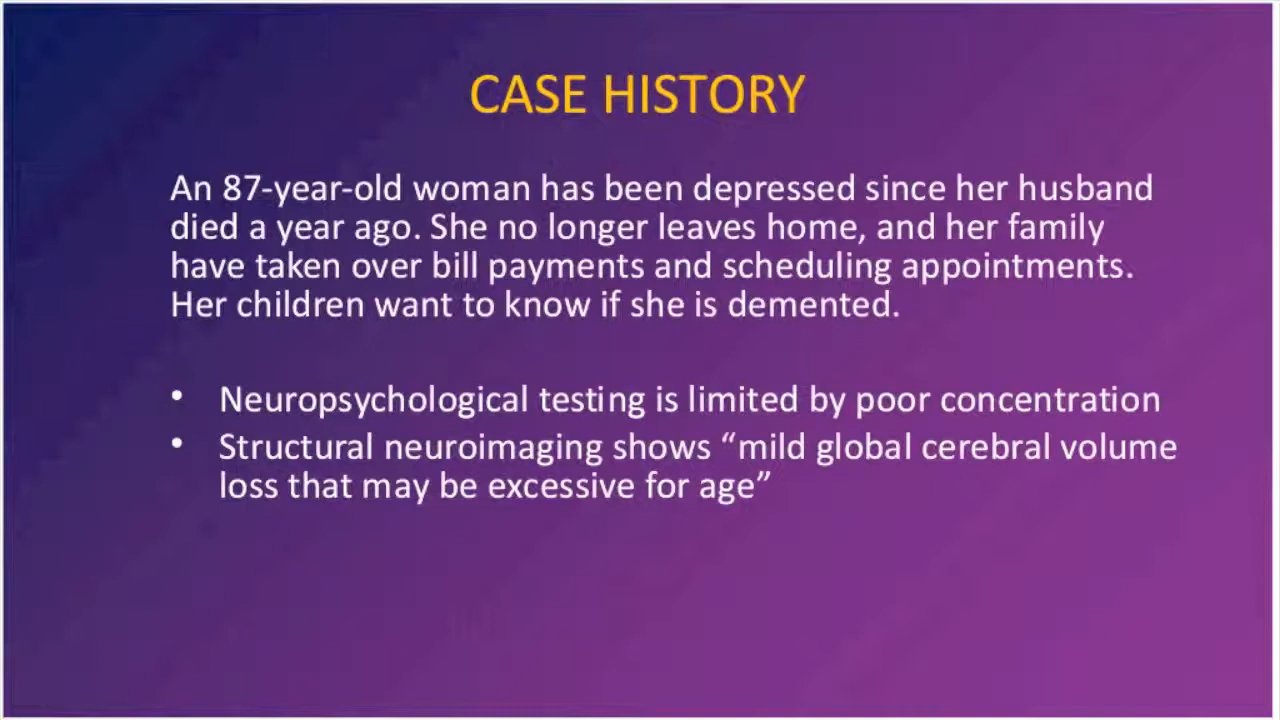 CASE HISTORY
An 87-year-old woman has been depressed since her husband
died a year ago. She no longer leaves home, and her family
have taken over bill payments and scheduling appointments.
Her children want to know if she is demented.
• Neuropsychological testing is limited by poor concentration
• Structural neuroimaging shows “mild global cerebral volume
loss that may be excessive for age”